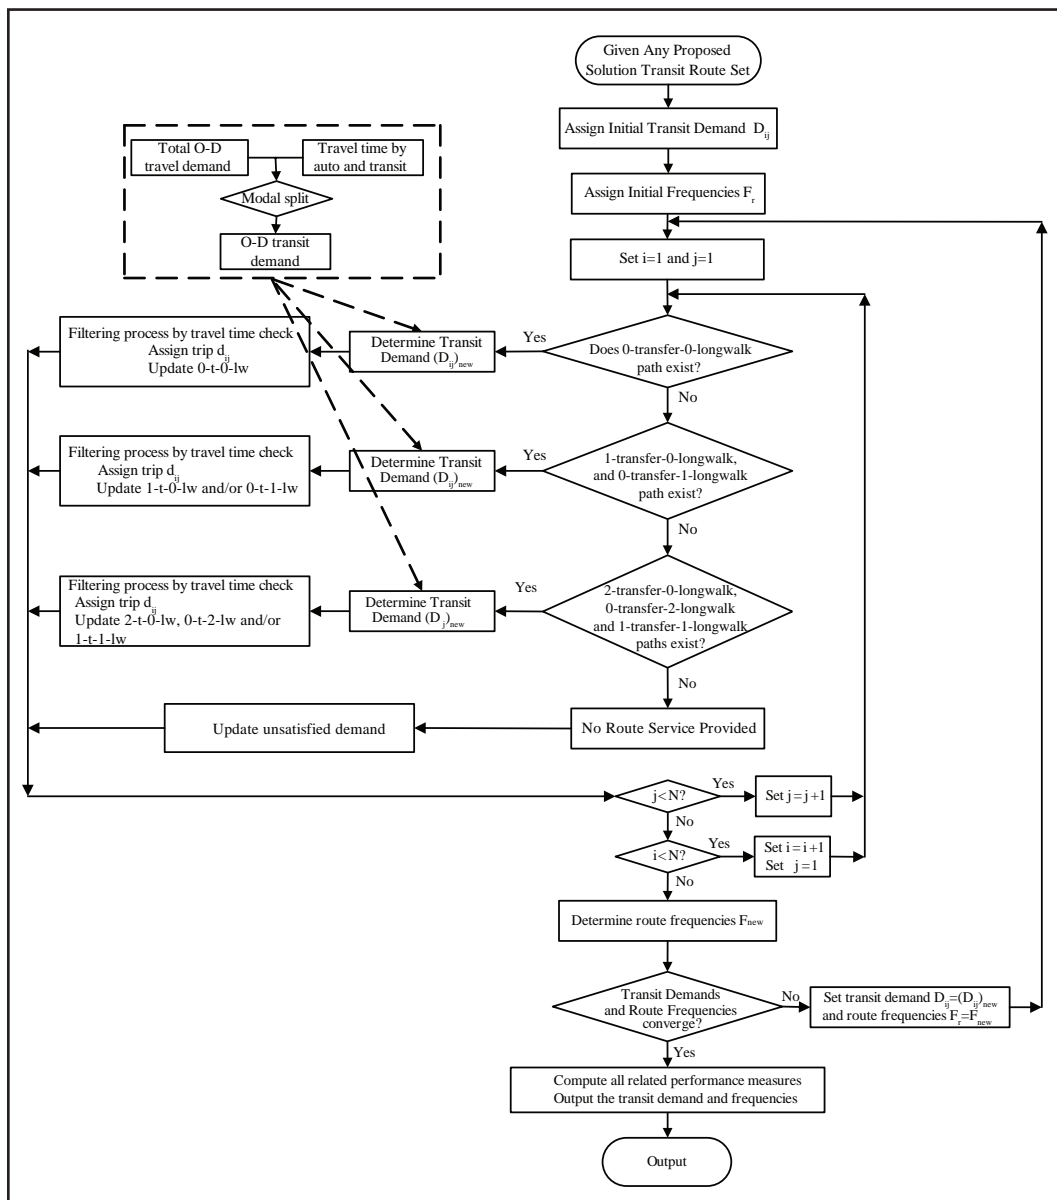 Given Any Proposed
Solution Transit Route Set
Assign Initial Transit Demand D_ij
Assign Initial Frequencies F_r
Set i=1 and j=1
Total O-D
travel demand
Travel time by
auto and transit
Modal split
O-D transit
demand
Does 0-transfer-0-longwalk
path exist?
Yes
No
Determine Transit
Demand (D_ij)_new
Filtering process by travel time check
Assign trip d_ij
Update 0-t-0-lw
1-transfer-0-longwalk,
and 0-transfer-1-longwalk
path exist?
Yes
No
Determine Transit
Demand (D_ij)_new
Filtering process by travel time check
Assign trip d_ij
Update 1-t-0-lw and/or 0-t-1-lw
2-transfer-0-longwalk,
0-transfer-2-longwalk
and 1-transfer-1-longwalk
paths exist?
Yes
No
Determine Transit
Demand (D_j)_new
Filtering process by travel time check
Assign trip d_ij
Update 2-t-0-lw, 0-t-2-lw and/or
1-t-1-lw
No Route Service Provided
Update unsatisfied demand
j<N?
Yes
Set j=j+1
No
i<N?
Yes
Set i=i+1
Set j=1
No
Determine route frequencies F_new
Transit Demands
and Route Frequencies
converge?
No
Set transit demand D_ij=(D_ij)_new
and route frequencies F_r=F_new
Yes
Compute all related performance measures
Output the transit demand and frequencies
Output